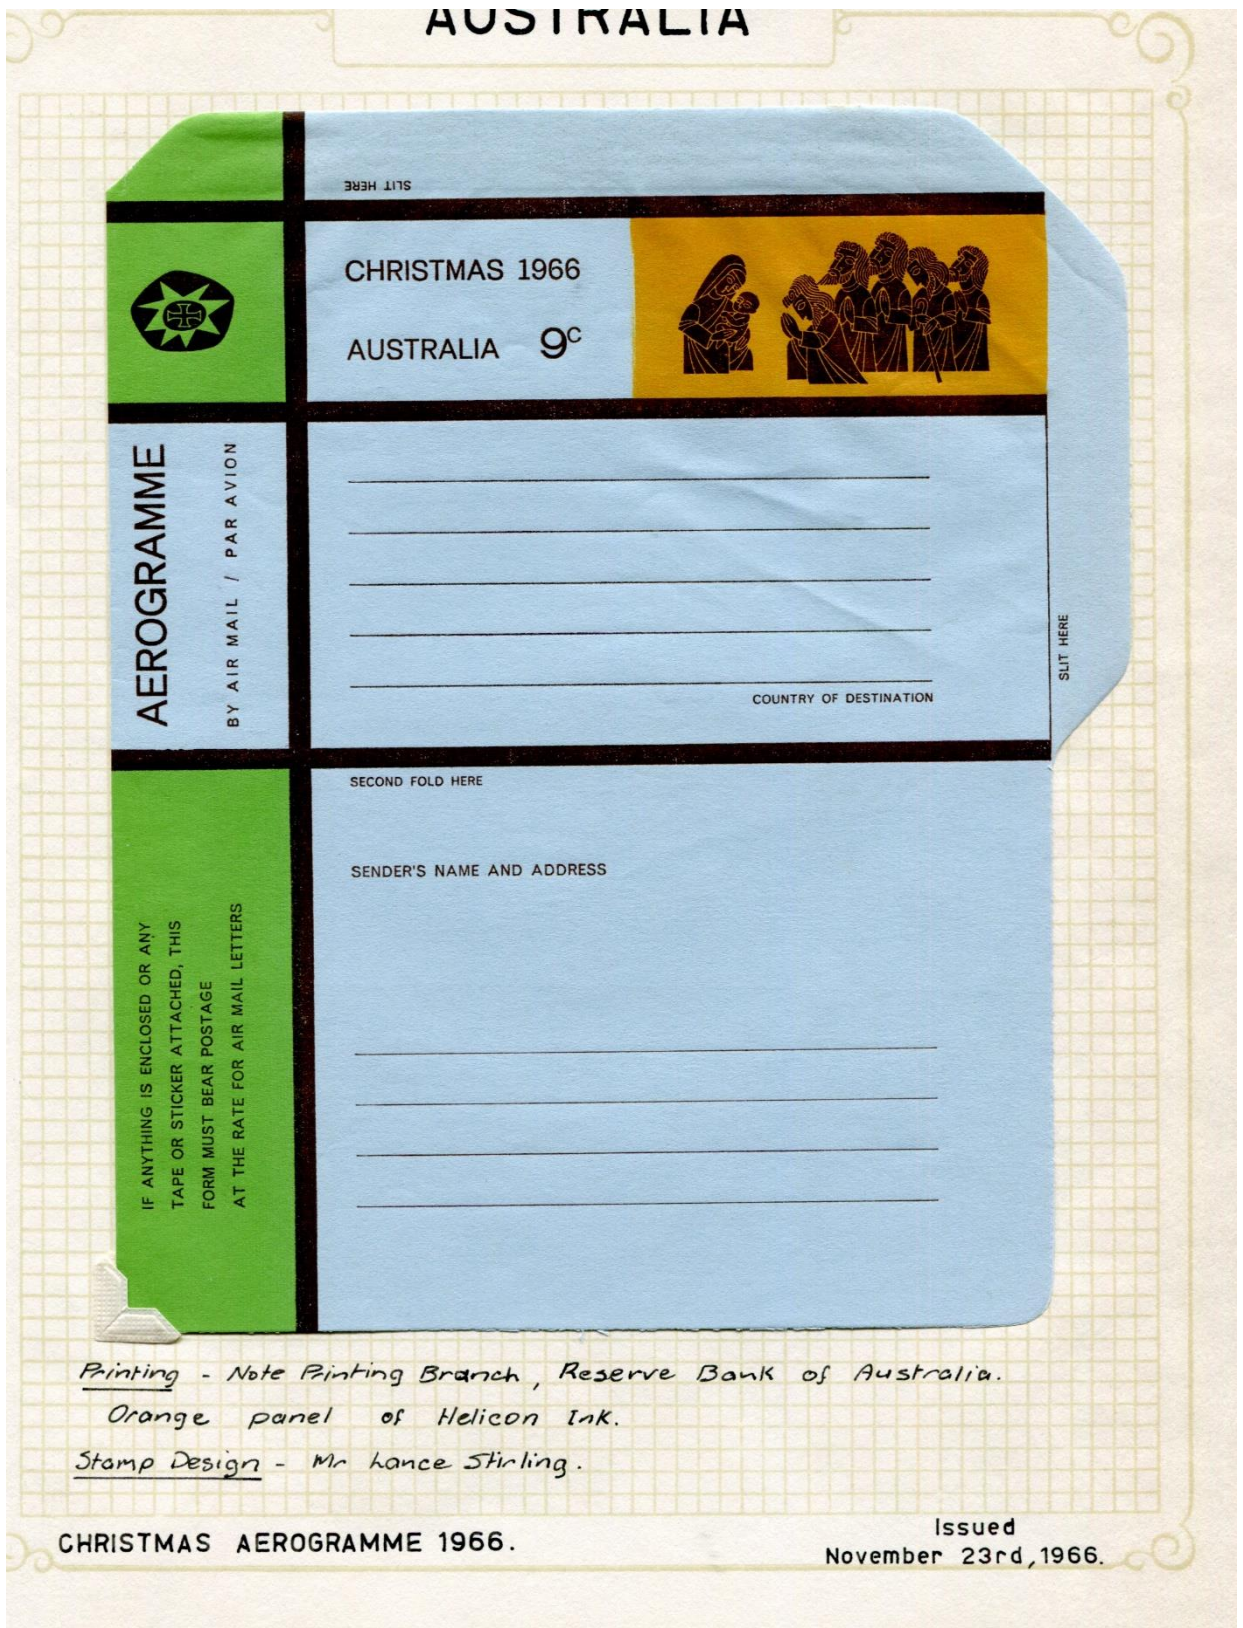 AUSTRALIA
SLIT HERE
CHRISTMAS 1966
AUSTRALIA 9c
AEROGRAMME
BY AIR MAIL / PAR AVION
COUNTRY OF DESTINATION
SLIT HERE
SECOND FOLD HERE
SENDER'S NAME AND ADDRESS
IF ANYTHING IS ENCLOSED OR ANY
TAPE OR STICKER ATTACHED, THIS
FORM MUST BEAR POSTAGE
AT THE RATE FOR AIR MAIL LETTERS
Printing - Note Printing Branch, Reserve Bank of Australia.
Orange panel of Helicon Ink.
Stamp Design - Mr Lance Stirling.
CHRISTMAS AEROGRAMME 1966.
Issued
November 23rd, 1966.